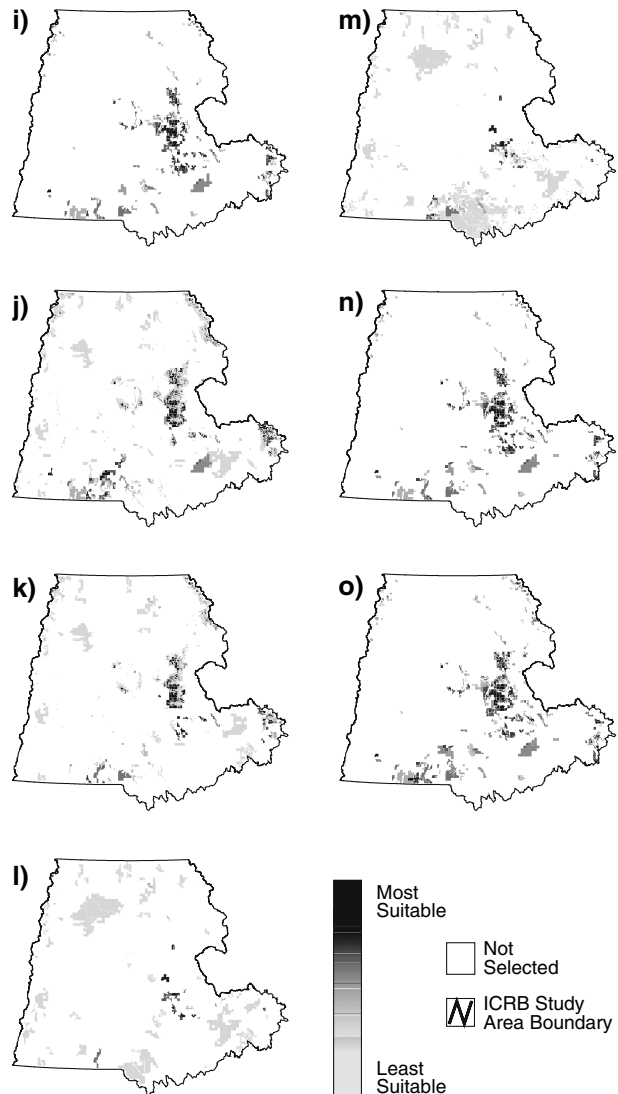 i)
m)
j)
n)
k)
o)
l)
Most
Suitable
Not
Selected
ICRB Study
Area Boundary
Least
Suitable